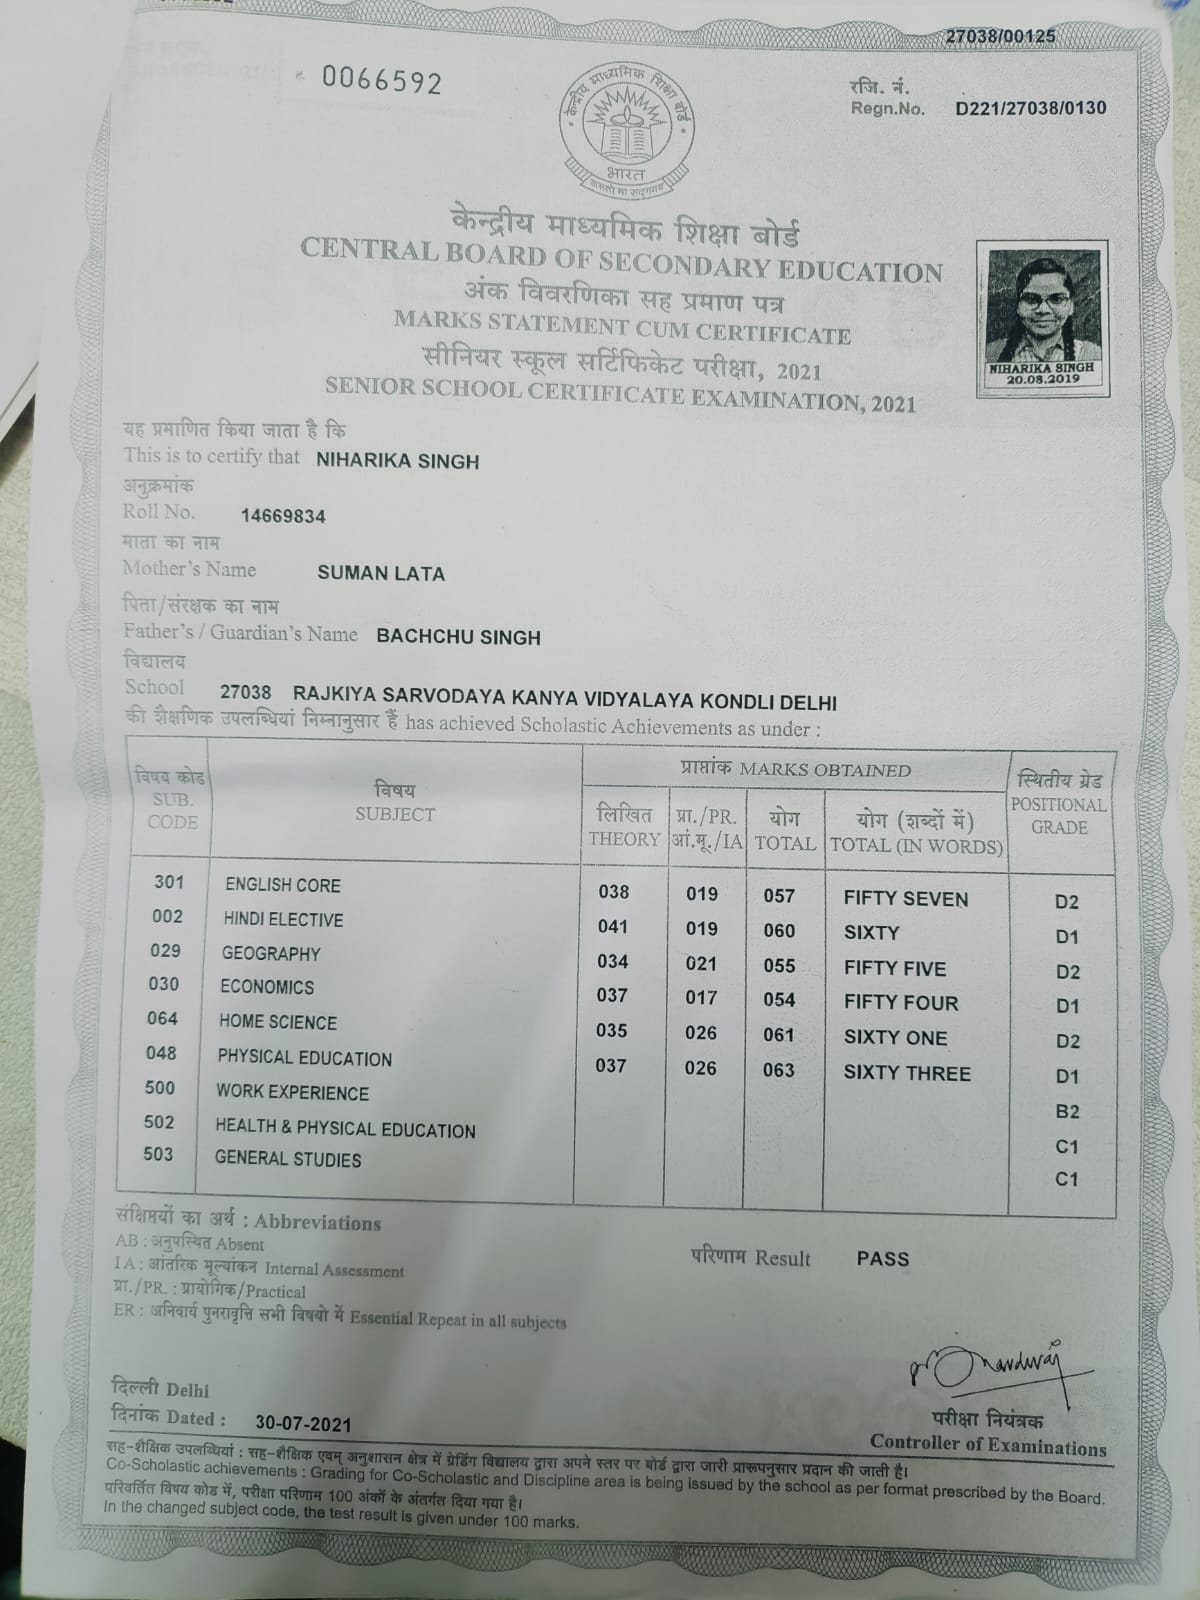 27038/00125
0066592
रजि. नं.
Regn.No. D221/27038/0130
केन्द्रीय माध्यमिक शिक्षा बोर्ड
भारत
असतो मा सद्गमय
केन्द्रीय माध्यमिक शिक्षा बोर्ड
CENTRAL BOARD OF SECONDARY EDUCATION
अंक विवरणिका सह प्रमाण पत्र
MARKS STATEMENT CUM CERTIFICATE
सीनियर स्कूल सर्टिफिकेट परीक्षा, 2021
SENIOR SCHOOL CERTIFICATE EXAMINATION, 2021
NIHARIKA SINGH
20.08.2019
यह प्रमाणित किया जाता है कि
This is to certify that NIHARIKA SINGH
अनुक्रमांक
Roll No. 14669834
माता का नाम
Mother's Name SUMAN LATA
पिता/संरक्षक का नाम
Father's / Guardian's Name BACHCHU SINGH
विद्यालय
School 27038 RAJKIYA SARVODAYA KANYA VIDYALAYA KONDLI DELHI
की शैक्षणिक उपलब्धियां निम्नानुसार हैं has achieved Scholastic Achievements as under :
विषय कोड
SUB.
CODE
विषय
SUBJECT
प्राप्तांक MARKS OBTAINED
लिखित
THEORY
प्रा./PR.
आं.मू./IA
योग
TOTAL
योग (शब्दों में)
TOTAL (IN WORDS)
स्थितीय ग्रेड
POSITIONAL
GRADE
301 ENGLISH CORE 038 019 057 FIFTY SEVEN D2
002 HINDI ELECTIVE 041 019 060 SIXTY D1
029 GEOGRAPHY 034 021 055 FIFTY FIVE D2
030 ECONOMICS 037 017 054 FIFTY FOUR D1
064 HOME SCIENCE 035 026 061 SIXTY ONE D2
048 PHYSICAL EDUCATION 037 026 063 SIXTY THREE D1
500 WORK EXPERIENCE B2
502 HEALTH & PHYSICAL EDUCATION C1
503 GENERAL STUDIES C1
संक्षिप्तियों का अर्थ : Abbreviations
AB : अनुपस्थित Absent
IA : आंतरिक मूल्यांकन Internal Assessment
प्रा./PR. : प्रायोगिक/Practical
ER : अनिवार्य पुनरावृत्ति सभी विषयो में Essential Repeat in all subjects
परिणाम Result PASS
दिल्ली Delhi
दिनांक Dated : 30-07-2021
परीक्षा नियंत्रक
Controller of Examinations
सह-शैक्षिक उपलब्धियां : सह-शैक्षिक एवम् अनुशासन क्षेत्र में ग्रेडिंग विद्यालय द्वारा अपने स्तर पर बोर्ड द्वारा जारी प्रारूपनुसार प्रदान की जाती है।
Co-Scholastic achievements : Grading for Co-Scholastic and Discipline area is being issued by the school as per format prescribed by the Board.
परिवर्तित विषय कोड में, परीक्षा परिणाम 100 अंकों के अंतर्गत दिया गया है।
In the changed subject code, the test result is given under 100 marks.